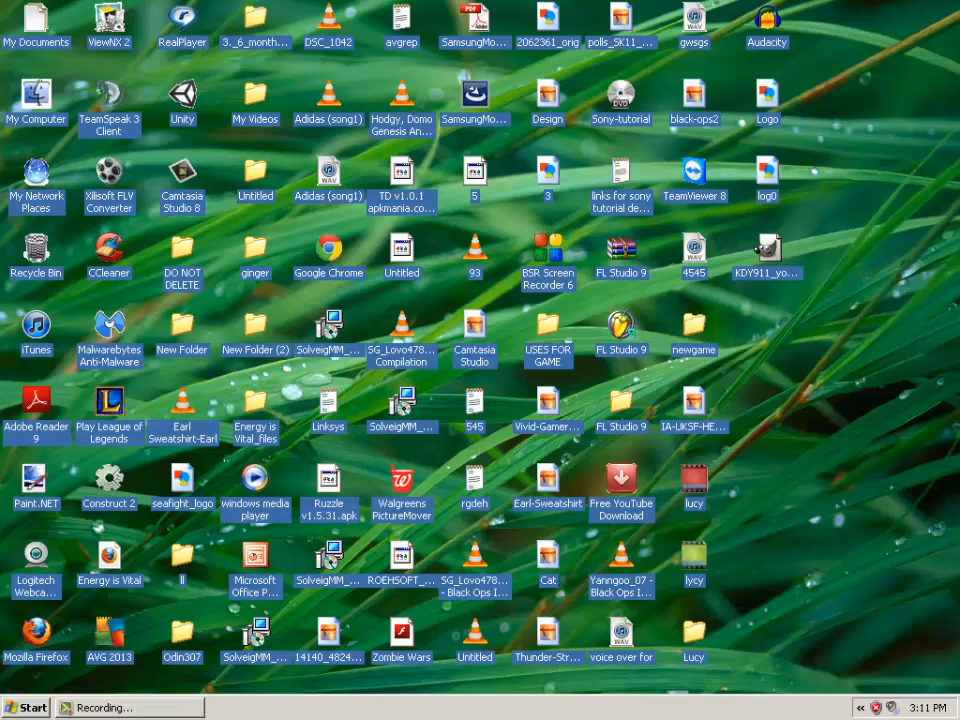 My Documents
ViewNX 2
RealPlayer
3._6_month...
DSC_1042
avgrep
SamsungMo...
2062361_orig
polls_SK11_...
gwsgs
Audacity
My Computer
TeamSpeak 3
Client
Unity
My Videos
Adidas (song1)
Hodgy, Domo
Genesis An...
SamsungMo...
Design
Sony-tutorial
black-ops2
Logo
My Network
Places
Xilisoft FLV
Converter
Camtasia
Studio 8
Untitled
Adidas (song1)
TD v1.0.1
apkmania.co...
5
3
links for sony
tutorial de...
TeamViewer 8
log0
Recycle Bin
CCleaner
DO NOT
DELETE
ginger
Google Chrome
Untitled
93
BSR Screen
Recorder 6
FL Studio 9
4545
KDY911_yo...
iTunes
Malwarebytes
Anti-Malware
New Folder
New Folder (2)
SolveigMM_...
SG_Lovo478...
Compilation
Camtasia
Studio
USES FOR
GAME
FL Studio 9
newgame
Adobe Reader
9
Play League of
Legends
Earl
Sweatshirt-Earl
Energy is
Vital_files
Linksys
SolveigMM_...
545
Vivid-Gamer...
FL Studio 9
IA-UKSF-HE...
Paint.NET
Construct 2
seafight_logo
windows media
player
Ruzzle
v1.5.31.apk
Walgreens
PictureMover
rgdeh
Earl-Sweatshirt
Free YouTube
Download
lucy
Logitech
Webca...
Energy is Vital
ll
Microsoft
Office P...
SolveigMM_...
ROEHSOFT_...
SG_Lovo478...
- Black Ops I...
Cat
Yanngoo_07 -
Black Ops I...
lycy
Mozilla Firefox
AVG 2013
Odin307
SolveigMM_...
14140_4824...
Zombie Wars
Untitled
Thunder-Str...
voice over for
Lucy
Start
Recording...
3:11 PM